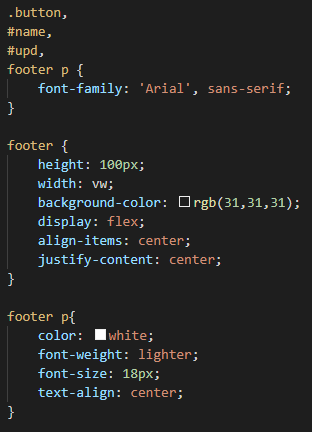 .button,
#name,
#upd,
footer p {
    font-family: 'Arial', sans-serif;
}

footer {
    height: 100px;
    width: vw;
    background-color: rgb(31,31,31);
    display: flex;
    align-items: center;
    justify-content: center;
}

footer p{
    color: white;
    font-weight: lighter;
    font-size: 18px;
    text-align: center;
}